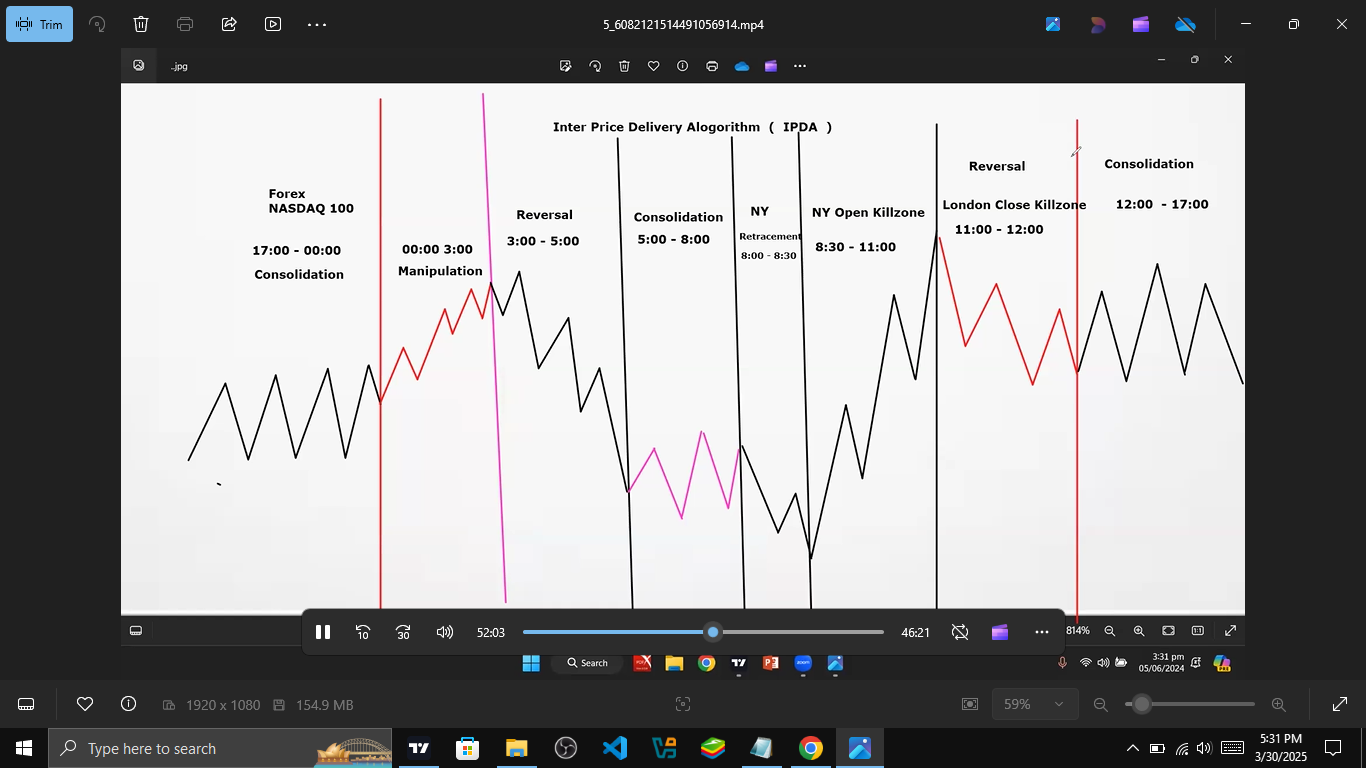 Trim
5_6082121514491056914.mp4
..jpg
Inter Price Delivery Alogorithm ( IPDA )
Forex
NASDAQ 100
17:00 - 00:00
Consolidation
00:00 3:00
Manipulation
Reversal
3:00 - 5:00
Consolidation
5:00 - 8:00
NY
Retracement
8:00 - 8:30
NY Open Killzone
8:30 - 11:00
Reversal
London Close Killzone
11:00 - 12:00
Consolidation
12:00 - 17:00
10
30
52:03
46:21
814%
Search
3:31 pm
05/06/2024
1920 x 1080
154.9 MB
59%
Type here to search
5:31 PM
3/30/2025